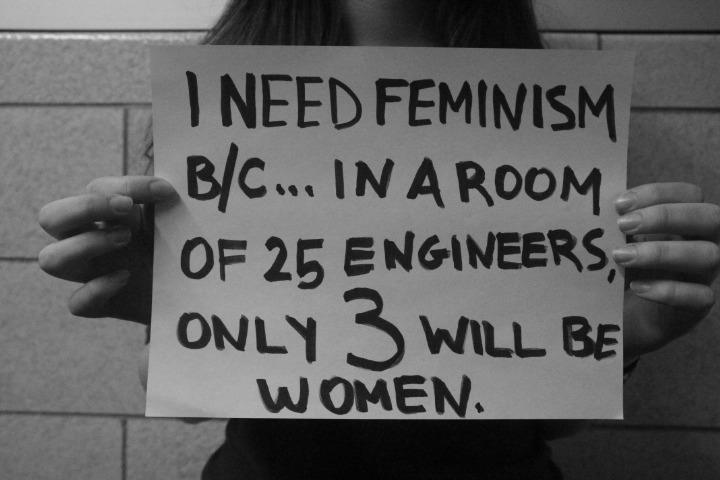 I NEED FEMINISM
B/C... IN A ROOM
OF 25 ENGINEERS,
ONLY 3 WILL BE
WOMEN.